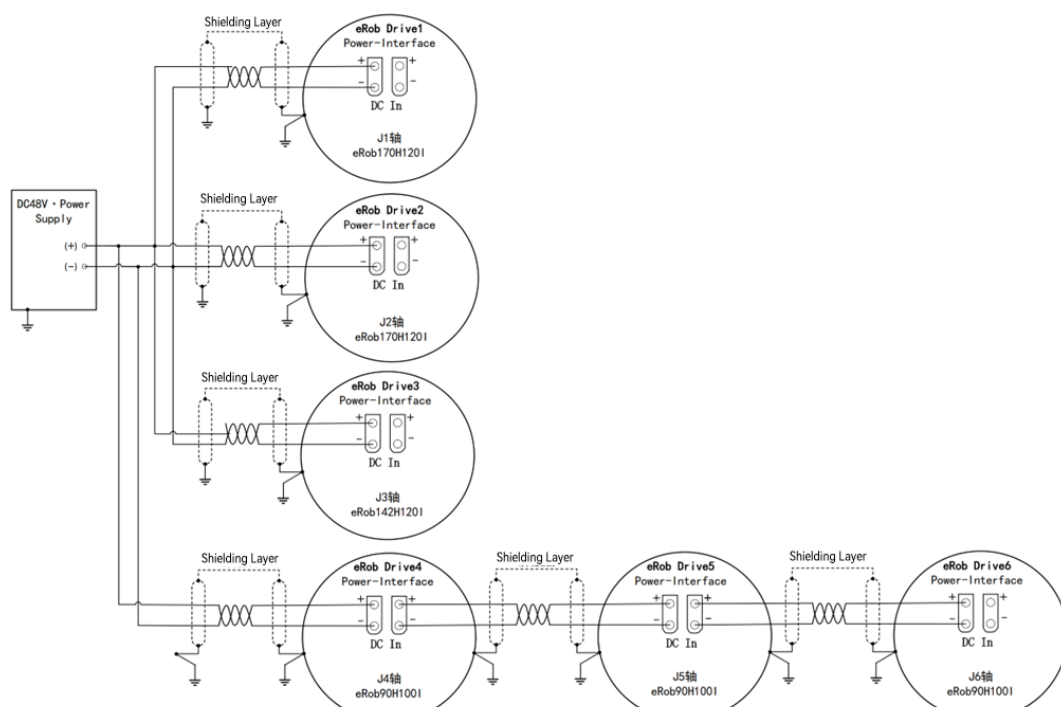 Shielding Layer
eRob Drive1
Power-Interface
+ +
- -
DC In
J1轴
eRob170H120I
DC48V·Power
Supply
(+)
(-)
Shielding Layer
eRob Drive2
Power-Interface
+ +
- -
DC In
J2轴
eRob170H120I
Shielding Layer
eRob Drive3
Power-Interface
+ +
- -
DC In
J3轴
eRob142H120I
Shielding Layer
eRob Drive4
Power-Interface
+ +
- -
DC In
J4轴
eRob90H100I
Shielding Layer
eRob Drive5
Power-Interface
+ +
- -
DC In
J5轴
eRob90H100I
Shielding Layer
eRob Drive6
Power-Interface
+ +
- -
DC In
J6轴
eRob90H100I